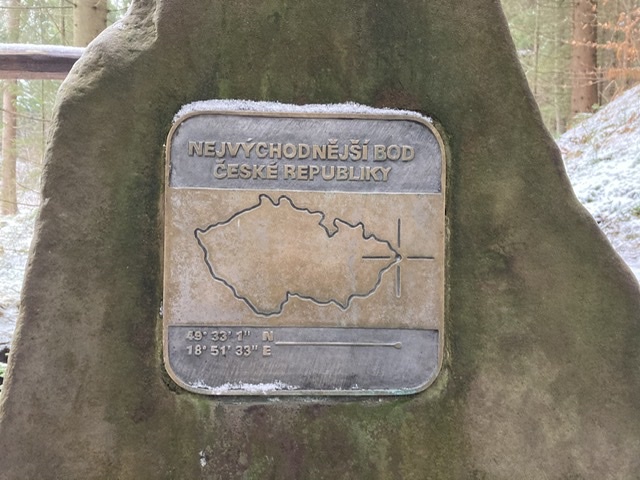 NEJVÝCHODNĚJŠÍ BOD
ČESKÉ REPUBLIKY
49° 33' 1" N
18° 51' 33" E